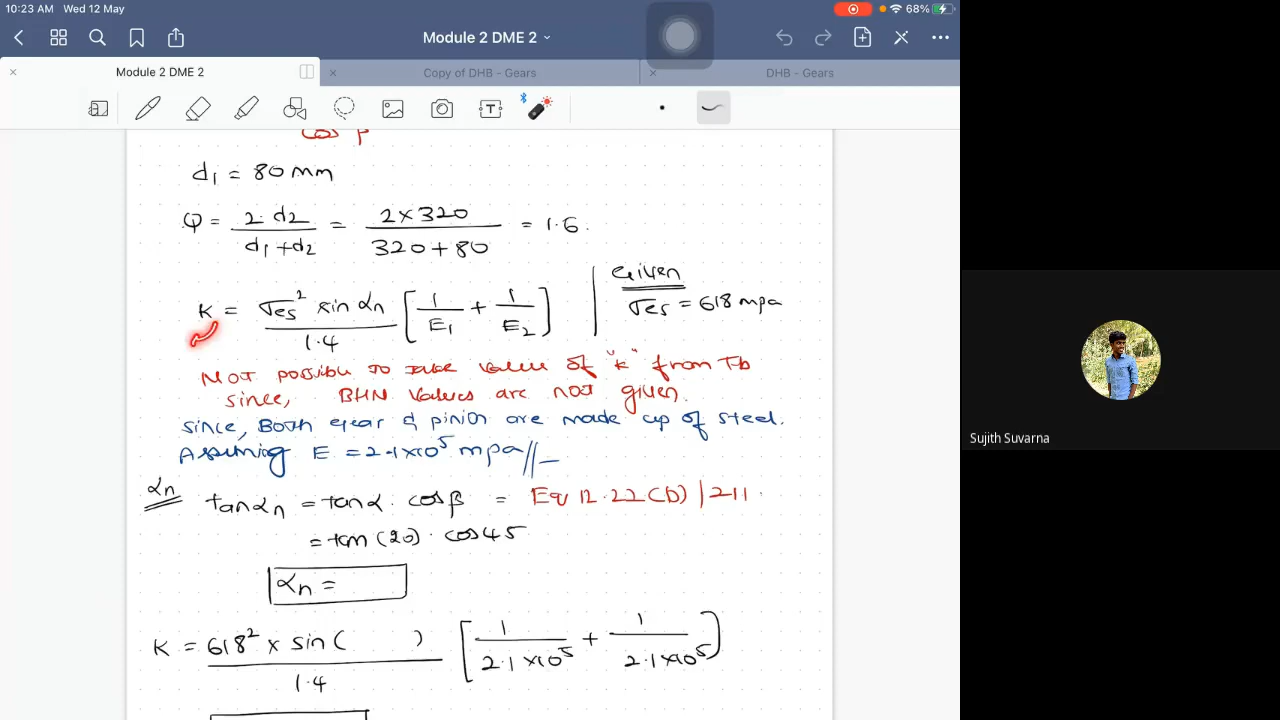 10:23 AM Wed 12 May
68%
Module 2 DME 2
Module 2 DME 2
Copy of DHB - Gears
DHB - Gears
cos β
d₁ = 80 mm
Q = 2·d₂ / d₁+d₂ = 2×320 / 320+80 = 1.6.
K = σes² sin αn / 1.4 [1/E₁ + 1/E₂]
Given
σes = 618 mpa
Not possible to take value of "k" from Tb
since, BHN values are not given.
since, Both gear & pinion are made up of steel.
Assuming E = 2.1×10⁵ mpa//
αn
tanαn = tanα. cosβ = Eq 12.22 (b) | 211
= tan (20) · cos 45
αn =
K = 618² × sin( ) / 1.4 [1 / 2.1×10⁵ + 1 / 2.1×10⁵]
Sujith Suvarna